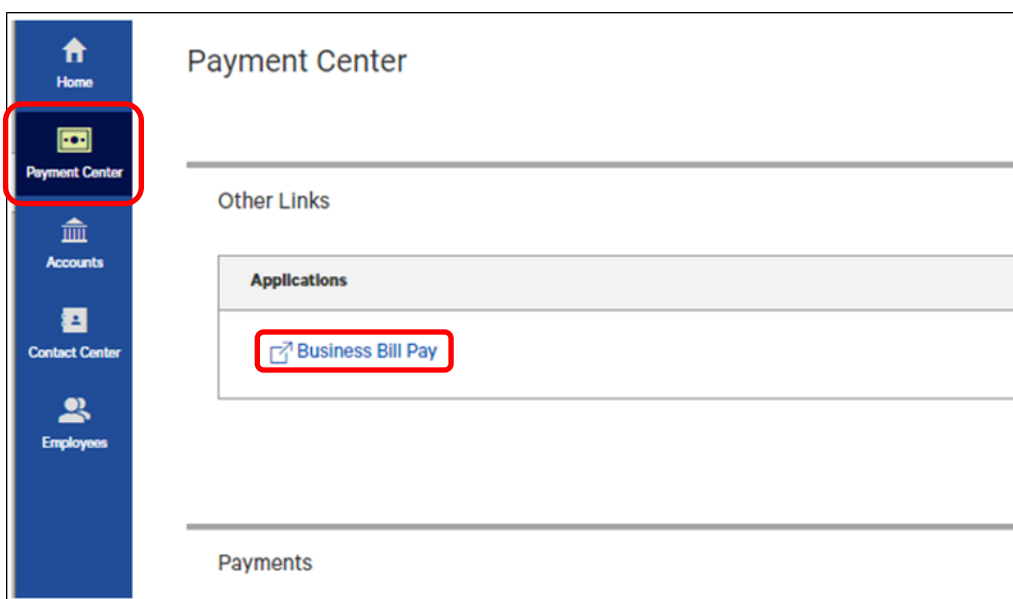 Home
Payment Center
Accounts
Contact Center
Employees
Payment Center
Other Links
Applications
Business Bill Pay
Payments